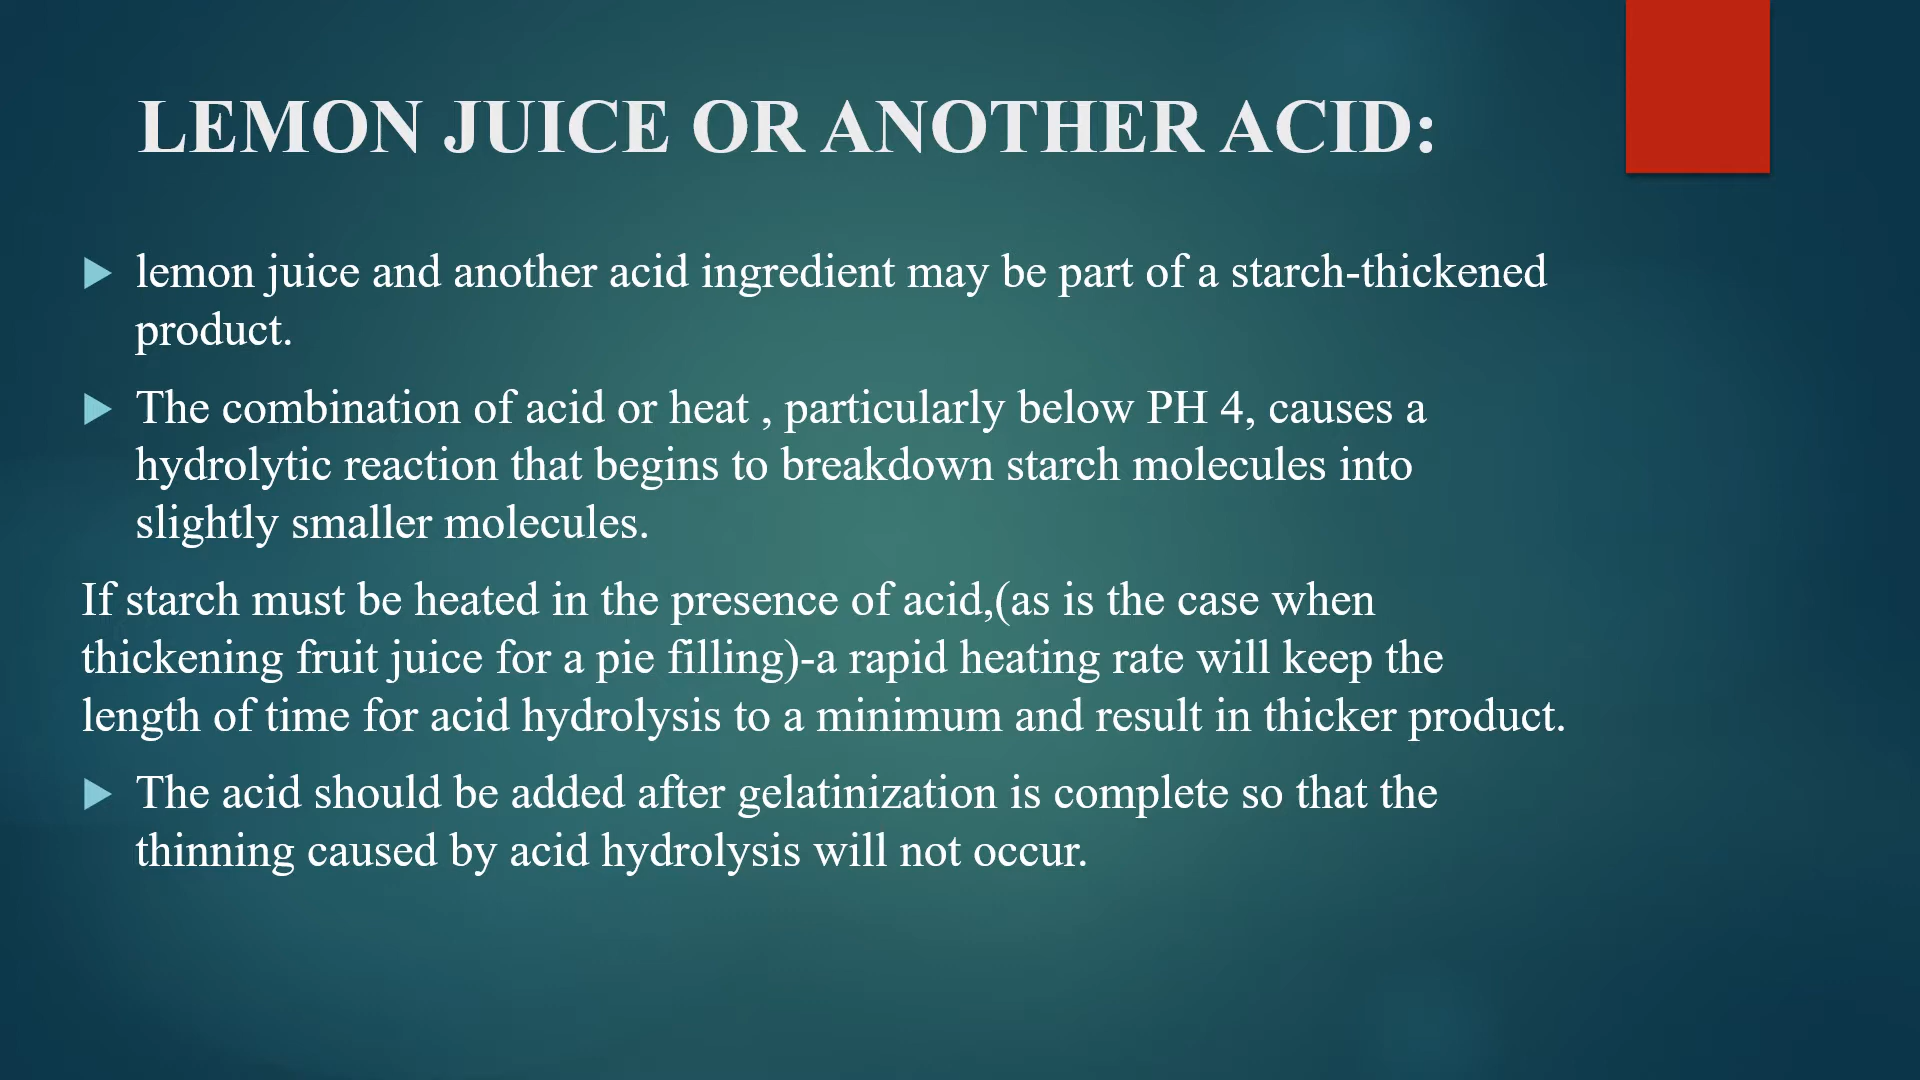 LEMON JUICE OR ANOTHER ACID:
lemon juice and another acid ingredient may be part of a starch-thickened
product.
The combination of acid or heat , particularly below PH 4, causes a
hydrolytic reaction that begins to breakdown starch molecules into
slightly smaller molecules.
If starch must be heated in the presence of acid,(as is the case when
thickening fruit juice for a pie filling)-a rapid heating rate will keep the
length of time for acid hydrolysis to a minimum and result in thicker product.
The acid should be added after gelatinization is complete so that the
thinning caused by acid hydrolysis will not occur.